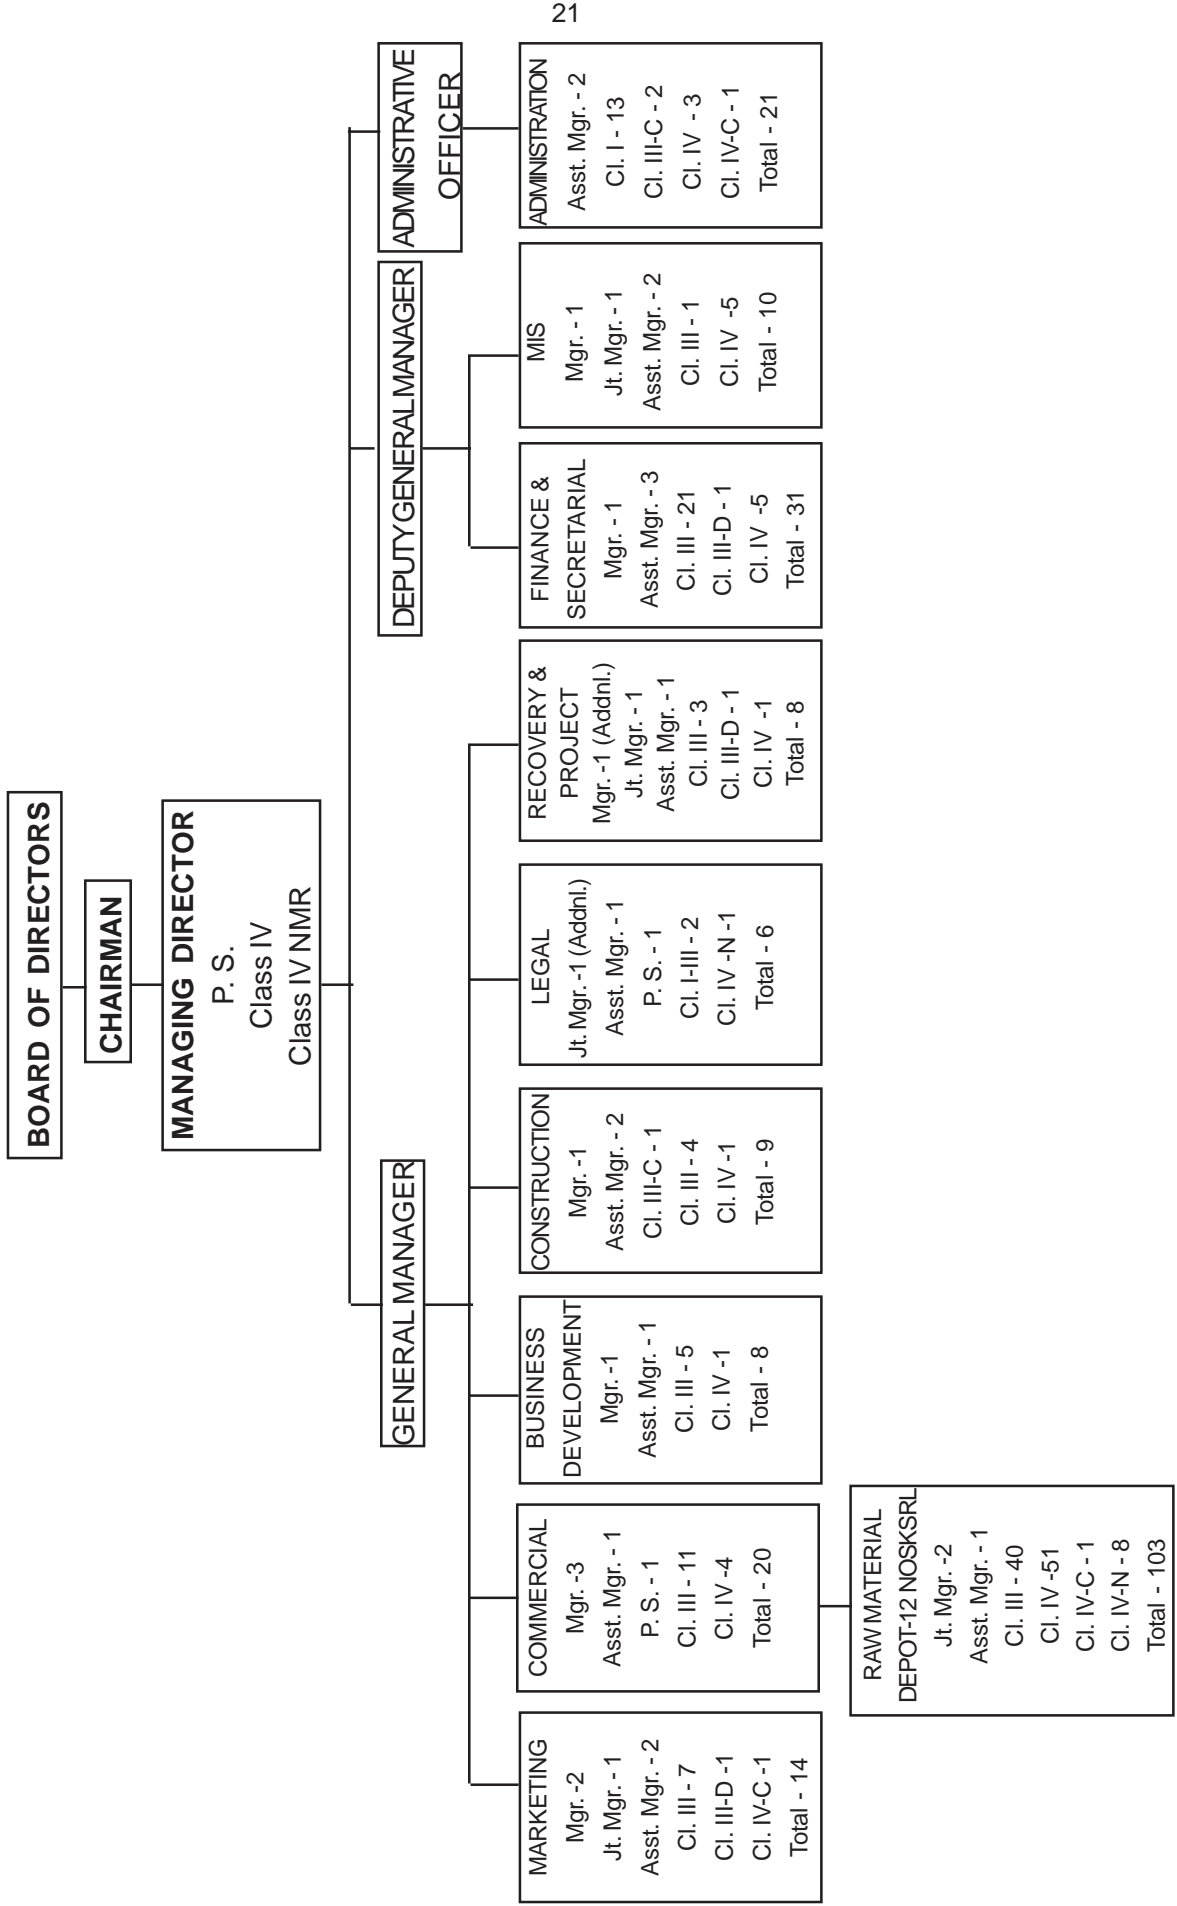 21
BOARD OF DIRECTORS
CHAIRMAN
MANAGING DIRECTOR
P. S.
Class IV
Class IV NMR
GENERAL MANAGER
DEPUTY GENERAL MANAGER
ADMINISTRATIVE
OFFICER
MARKETING
Mgr. -2
Jt. Mgr. - 1
Asst. Mgr. - 2
Cl. III - 7
Cl. III-D -1
Cl. IV-C -1
Total - 14
COMMERCIAL
Mgr. -3
Asst. Mgr. - 1
P. S. - 1
Cl. III - 11
Cl. IV -4
Total - 20
BUSINESS
DEVELOPMENT
Mgr. -1
Asst. Mgr. - 1
Cl. III - 5
Cl. IV -1
Total - 8
CONSTRUCTION
Mgr. -1
Asst. Mgr. - 2
Cl. III-C - 1
Cl. III - 4
Cl. IV -1
Total - 9
LEGAL
Jt. Mgr. -1 (Addnl.)
Asst. Mgr. - 1
P. S. - 1
Cl. I-III - 2
Cl. IV -N -1
Total - 6
RECOVERY &
PROJECT
Mgr. -1 (Addnl.)
Jt. Mgr. - 1
Asst. Mgr. - 1
Cl. III - 3
Cl. III-D - 1
Cl. IV -1
Total - 8
FINANCE &
SECRETARIAL
Mgr. - 1
Asst. Mgr. - 3
Cl. III - 21
Cl. III-D - 1
Cl. IV -5
Total - 31
MIS
Mgr. - 1
Jt. Mgr. - 1
Asst. Mgr. - 2
Cl. III - 1
Cl. IV -5
Total - 10
ADMINISTRATION
Asst. Mgr. - 2
Cl. I - 13
Cl. III-C - 2
Cl. IV - 3
Cl. IV-C - 1
Total - 21
RAW MATERIAL
DEPOT-12 NOSKSRL
Jt. Mgr. -2
Asst. Mgr. - 1
Cl. III - 40
Cl. IV -51
Cl. IV-C - 1
Cl. IV-N - 8
Total - 103